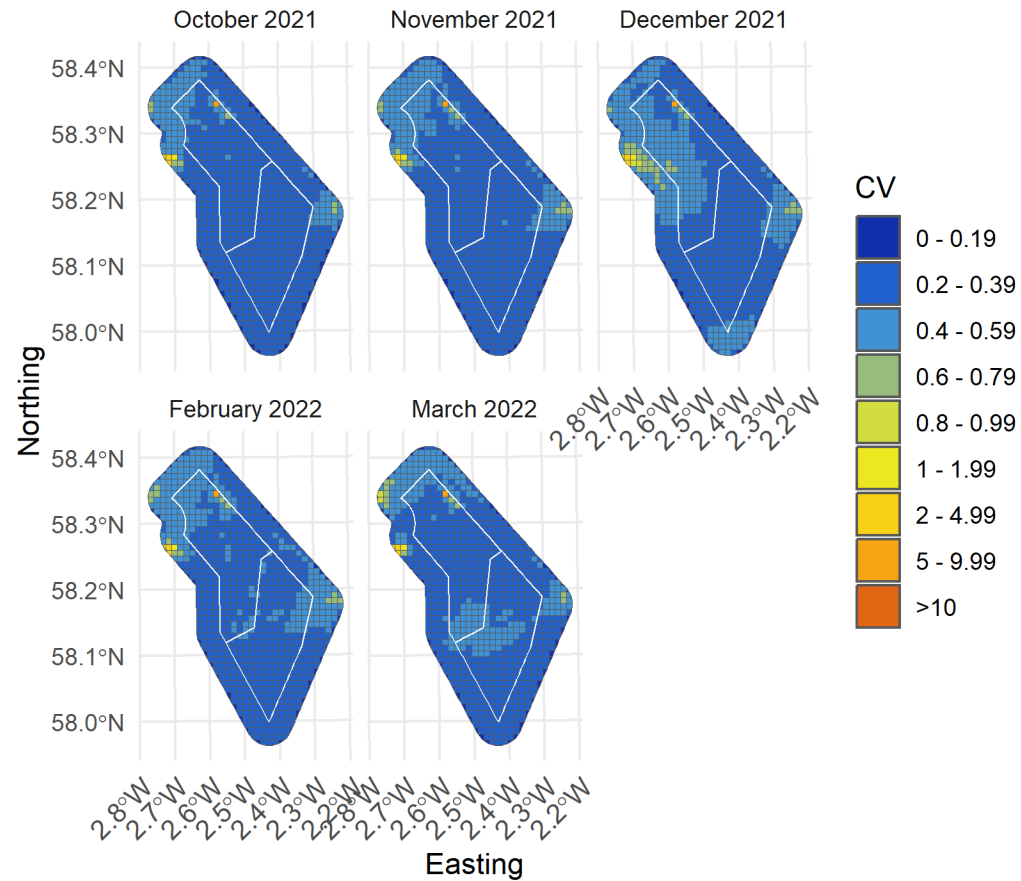 October 2021
November 2021
December 2021
58.4°N
58.3°N
58.2°N
58.1°N
58.0°N
2.8°W
2.7°W
2.6°W
2.5°W
2.4°W
2.3°W
2.2°W
February 2022
March 2022
58.4°N
58.3°N
58.2°N
58.1°N
58.0°N
2.8°W
2.7°W
2.6°W
2.5°W
2.4°W
2.3°W
2.2°W
2.8°W
2.7°W
2.6°W
2.5°W
2.4°W
2.3°W
2.2°W
Northing
Easting
CV
0 - 0.19
0.2 - 0.39
0.4 - 0.59
0.6 - 0.79
0.8 - 0.99
1 - 1.99
2 - 4.99
5 - 9.99
>10